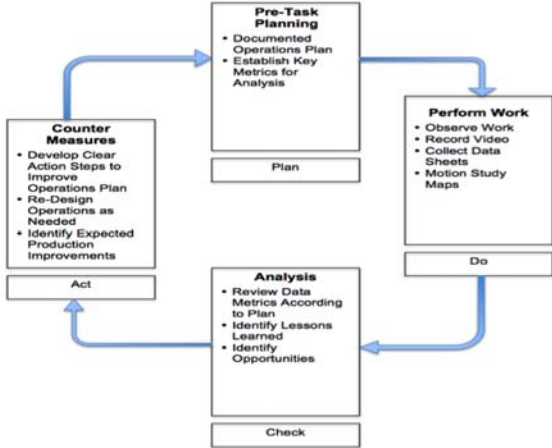 Pre-Task
Planning
• Documented
Operations Plan
• Establish Key
Metrics for
Analysis
Plan
Perform Work
• Observe Work
• Record Video
• Collect Data
Sheets
• Motion Study
Maps
Do
Analysis
• Review Data
Metrics According
to Plan
• Identify Lessons
Learned
• Identify
Opportunities
Check
Counter
Measures
• Develop Clear
Action Steps to
Improve
Operations Plan
• Re-Design
Operations as
Needed
• Identify Expected
Production
Improvements
Act